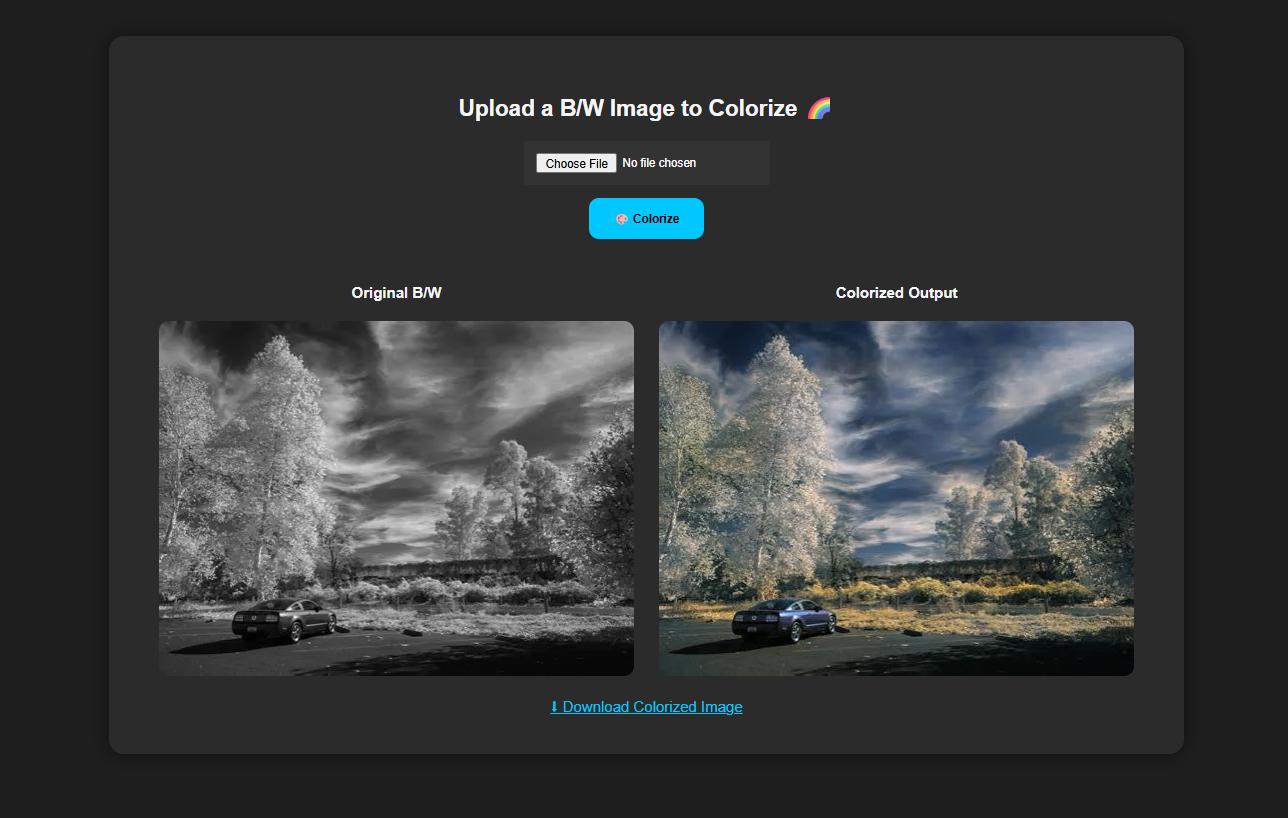 Upload a B/W Image to Colorize 🌈
Choose File No file chosen
🎨 Colorize
Original B/W
Colorized Output
⬇ Download Colorized Image